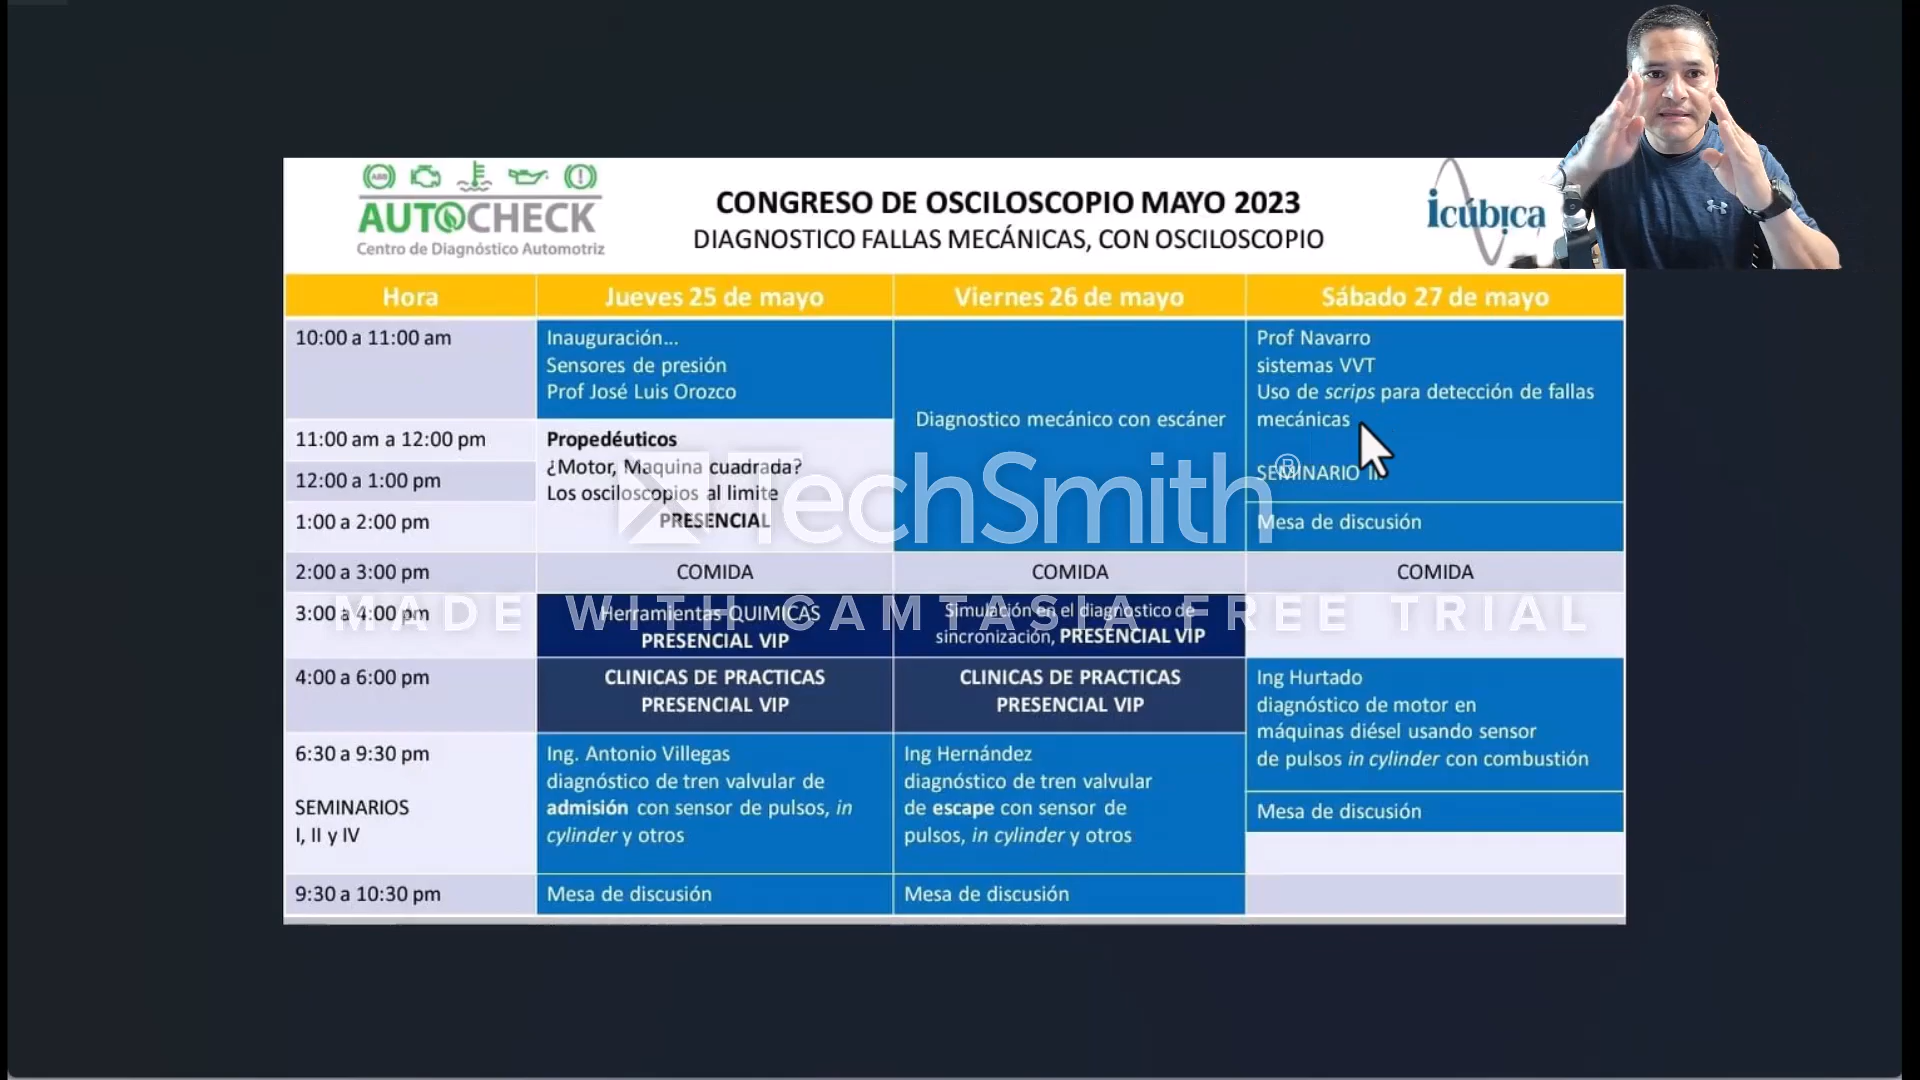 AUTOCHECK
Centro de Diagnóstico Automotriz
CONGRESO DE OSCILOSCOPIO MAYO 2023
DIAGNOSTICO FALLAS MECÁNICAS, CON OSCILOSCOPIO
icúbica
Hora
Jueves 25 de mayo
Viernes 26 de mayo
Sábado 27 de mayo
10:00 a 11:00 am
Inauguración...
Sensores de presión
Prof José Luis Orozco
Diagnostico mecánico con escáner
Prof Navarro
sistemas VVT
Uso de scrips para detección de fallas
mecánicas
SEMINARIO
11:00 am a 12:00 pm
12:00 a 1:00 pm
1:00 a 2:00 pm
Propedéuticos
¿Motor, Maquina cuadrada?
Los osciloscopios al limite
PRESENCIAL
Mesa de discusión
TechSmith®
2:00 a 3:00 pm
COMIDA
COMIDA
COMIDA
MADE WITH CAMTASIA FREE TRIAL
3:00 a 4:00 pm
Herramientas QUIMICAS
PRESENCIAL VIP
Simulación en el diagnostico de
sincronización, PRESENCIAL VIP
4:00 a 6:00 pm
CLINICAS DE PRACTICAS
PRESENCIAL VIP
CLINICAS DE PRACTICAS
PRESENCIAL VIP
Ing Hurtado
diagnóstico de motor en
máquinas diésel usando sensor
de pulsos in cylinder con combustión
6:30 a 9:30 pm
SEMINARIOS
I, II y IV
Ing. Antonio Villegas
diagnóstico de tren valvular de
admisión con sensor de pulsos, in
cylinder y otros
Ing Hernández
diagnóstico de tren valvular
de escape con sensor de
pulsos, in cylinder y otros
Mesa de discusión
9:30 a 10:30 pm
Mesa de discusión
Mesa de discusión